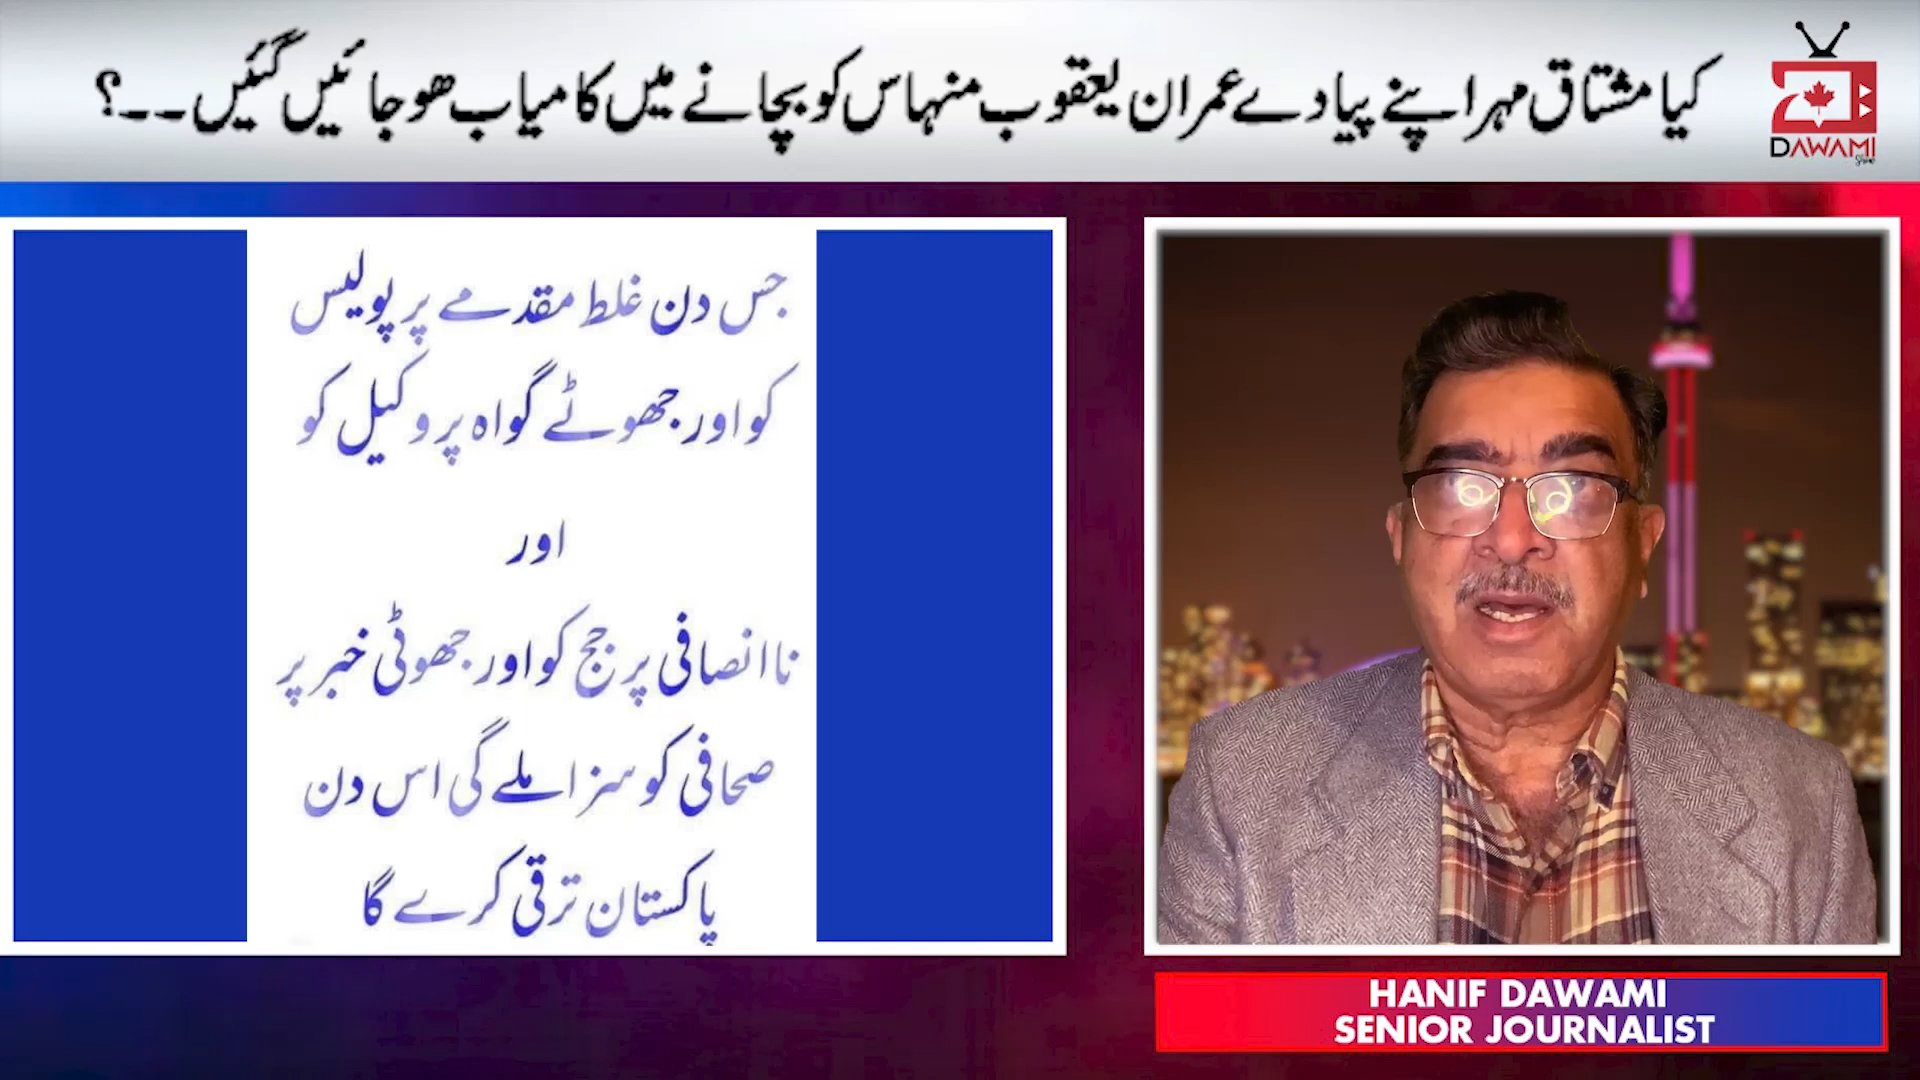 کیا مشتاق مہر اپنے پیادے عمران یعقوب منہاس کو بچانے میں کامیاب ھو جائیں گئیں ۔۔۔؟
DAWAMI
جس دن غلط مقدمے پر پولیس
کو اور جھوٹے گواہ پر وکیل کو
اور
ناانصافی پر جج کو اور جھوٹی خبر پر
صحافی کو سزا ملے گی اس دن
پاکستان ترقی کرے گا
HANIF DAWAMI
SENIOR JOURNALIST